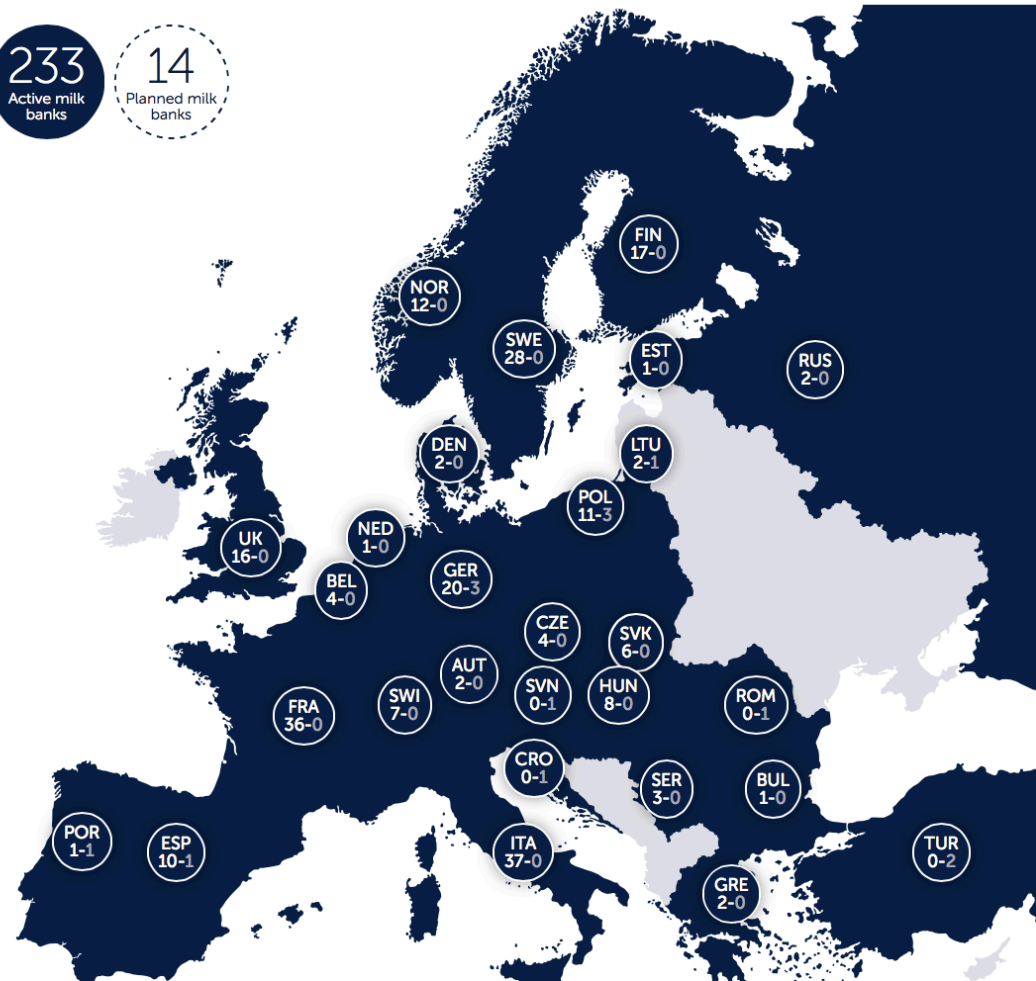 233
Active milk
banks
14
Planned milk
banks
FIN
17-0
NOR
12-0
SWE
28-0
EST
1-0
RUS
2-0
DEN
2-0
LTU
2-1
POL
11-3
NED
1-0
UK
16-0
BEL
4-0
GER
20-3
CZE
4-0
SVK
6-0
AUT
2-0
SVN
0-1
HUN
8-0
SWI
7-0
FRA
36-0
ROM
0-1
CRO
0-1
SER
3-0
BUL
1-0
POR
1-1
ESP
10-1
ITA
37-0
TUR
0-2
GRE
2-0